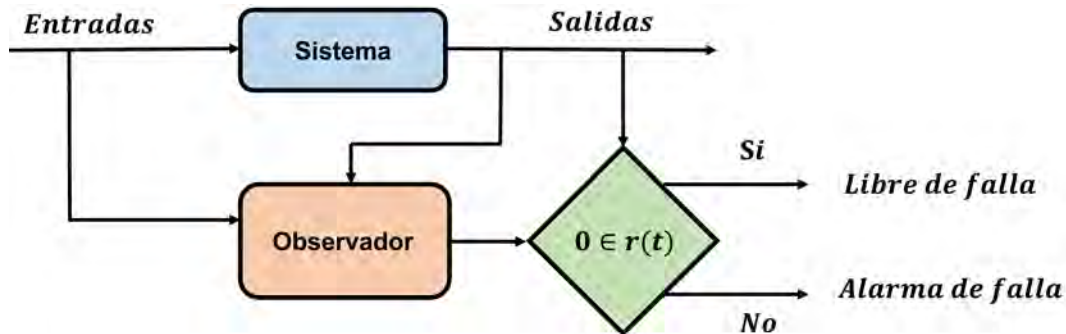 Entradas
Sistema
Salidas
Observador
0 ∈ r(t)
Si
Libre de falla
Alarma de falla
No